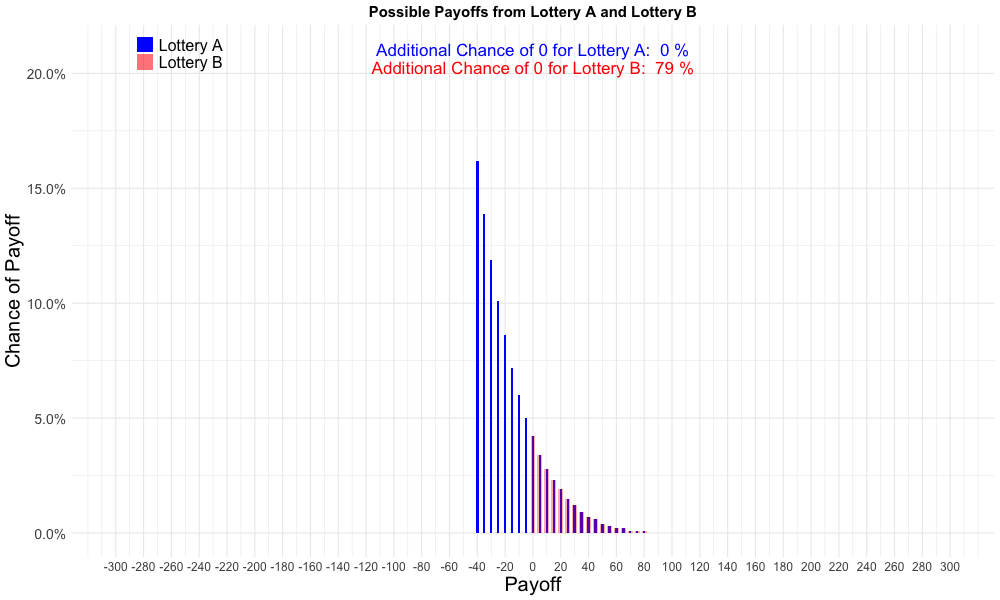 Possible Payoffs from Lottery A and Lottery B
Lottery A
Lottery B
Additional Chance of 0 for Lottery A:  0 %
Additional Chance of 0 for Lottery B:  79 %
Chance of Payoff
20.0%
15.0%
10.0%
5.0%
0.0%
-300 -280 -260 -240 -220 -200 -180 -160 -140 -120 -100 -80 -60 -40 -20 0 20 40 60 80 100 120 140 160 180 200 220 240 260 280 300
Payoff